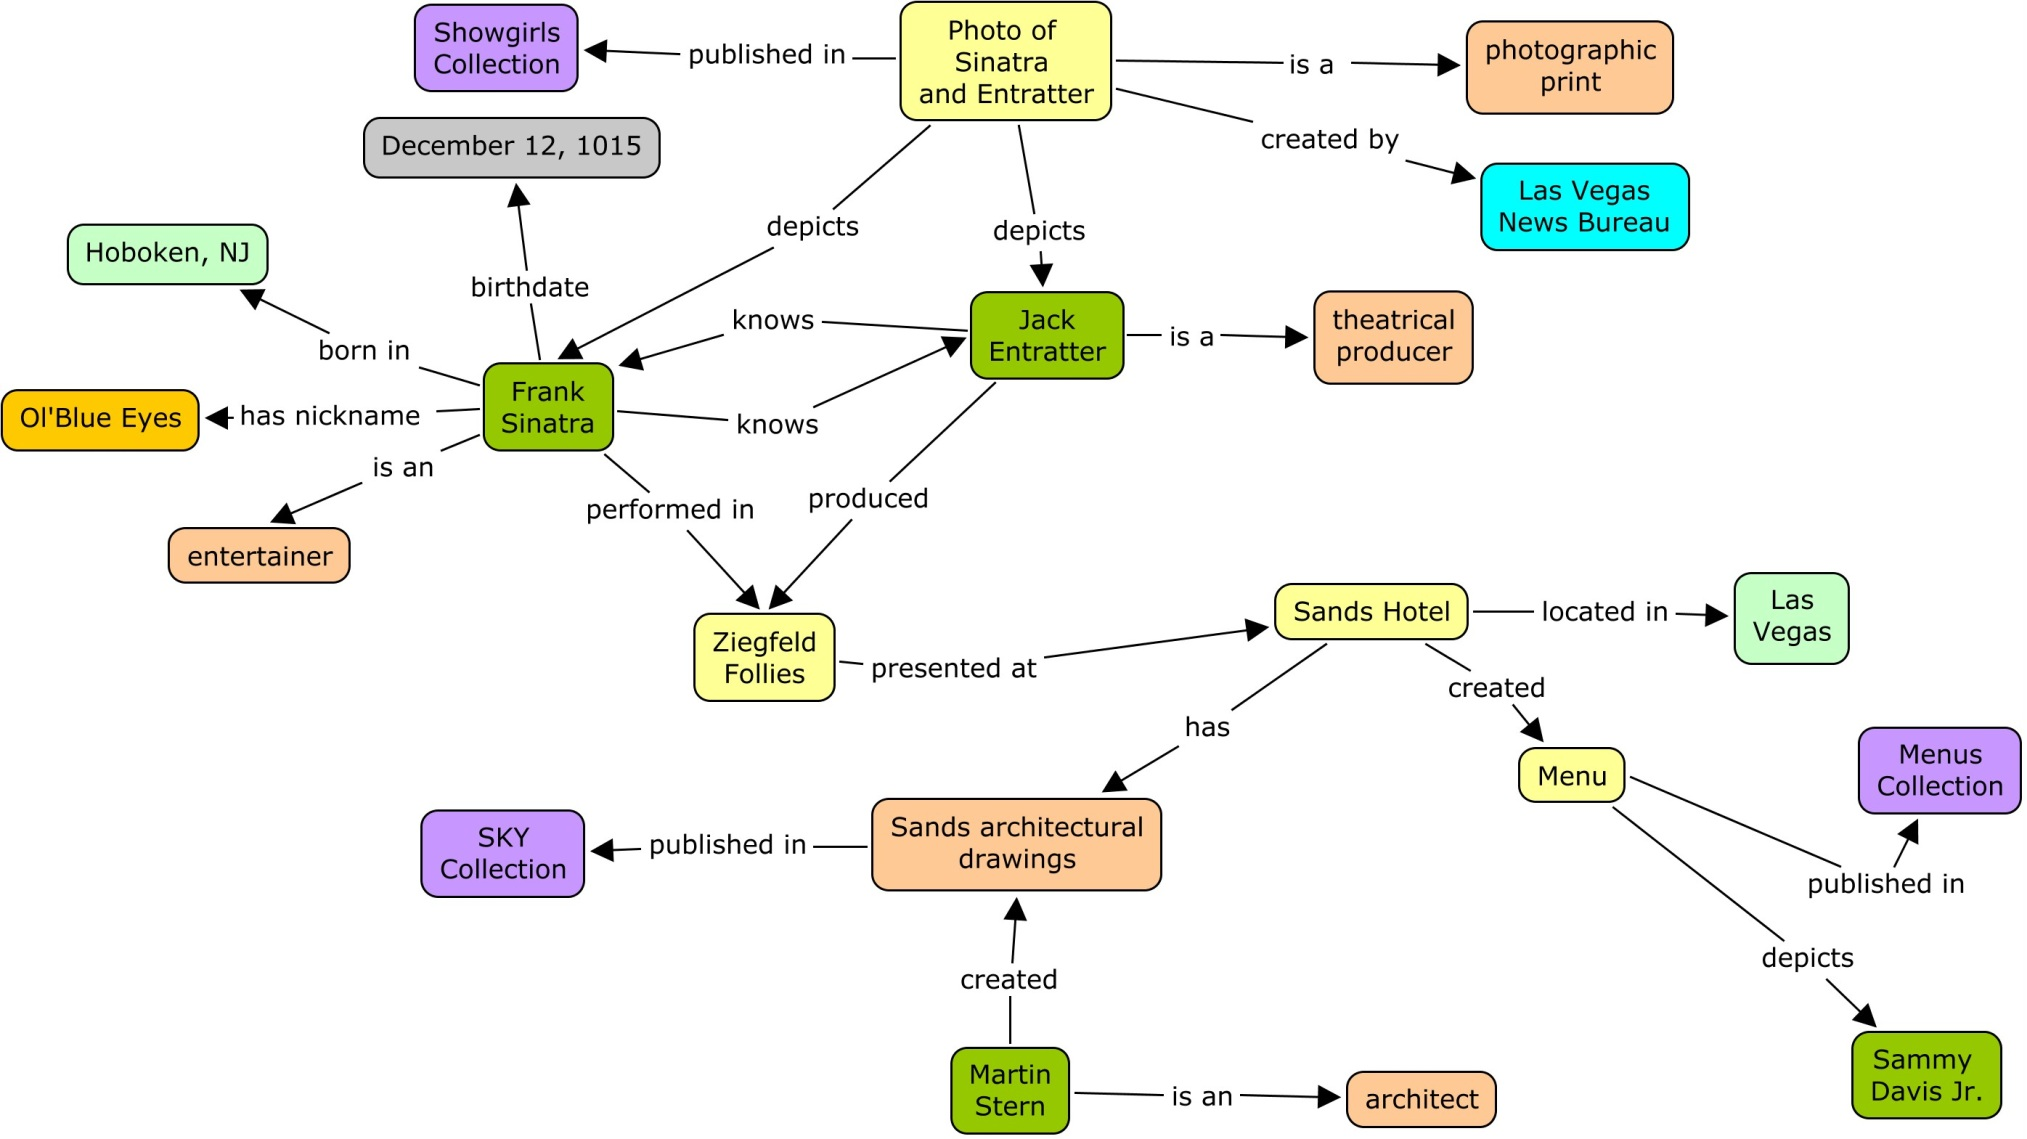 Showgirls
Collection
published in
Photo of
Sinatra
and Entratter
is a
photographic
print
created by
Las Vegas
News Bureau
December 12, 1015
depicts
depicts
Hoboken, NJ
birthdate
born in
knows
Jack
Entratter
is a
theatrical
producer
Ol'Blue Eyes
has nickname
Frank
Sinatra
knows
is an
entertainer
performed in
produced
Ziegfeld
Follies
presented at
Sands Hotel
located in
Las
Vegas
created
has
Menu
Menus
Collection
published in
SKY
Collection
published in
Sands architectural
drawings
depicts
created
Martin
Stern
is an
architect
Sammy
Davis Jr.